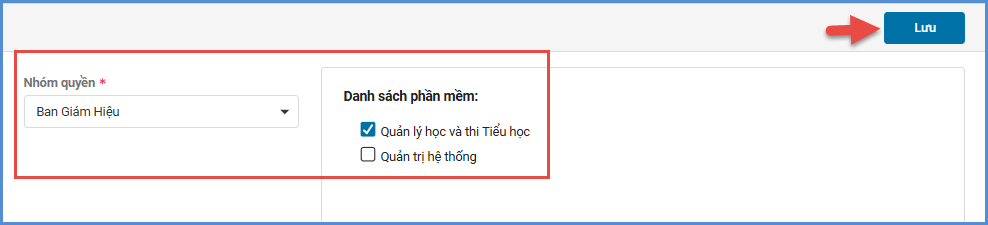 Lưu
Nhóm quyền *
Ban Giám Hiệu
Danh sách phần mềm:
Quản lý học và thi Tiểu học
Quản trị hệ thống